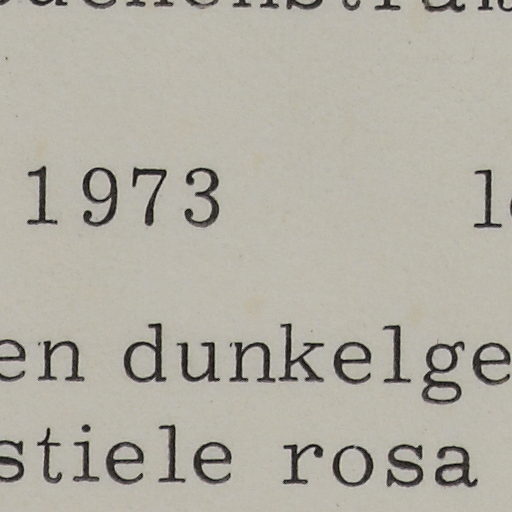 1973
en dunkelge
stiele rosa